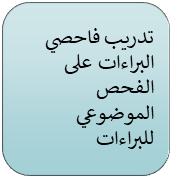 تدريب فاحصي
البراءات على
الفحص
الموضوعي
للبراءات